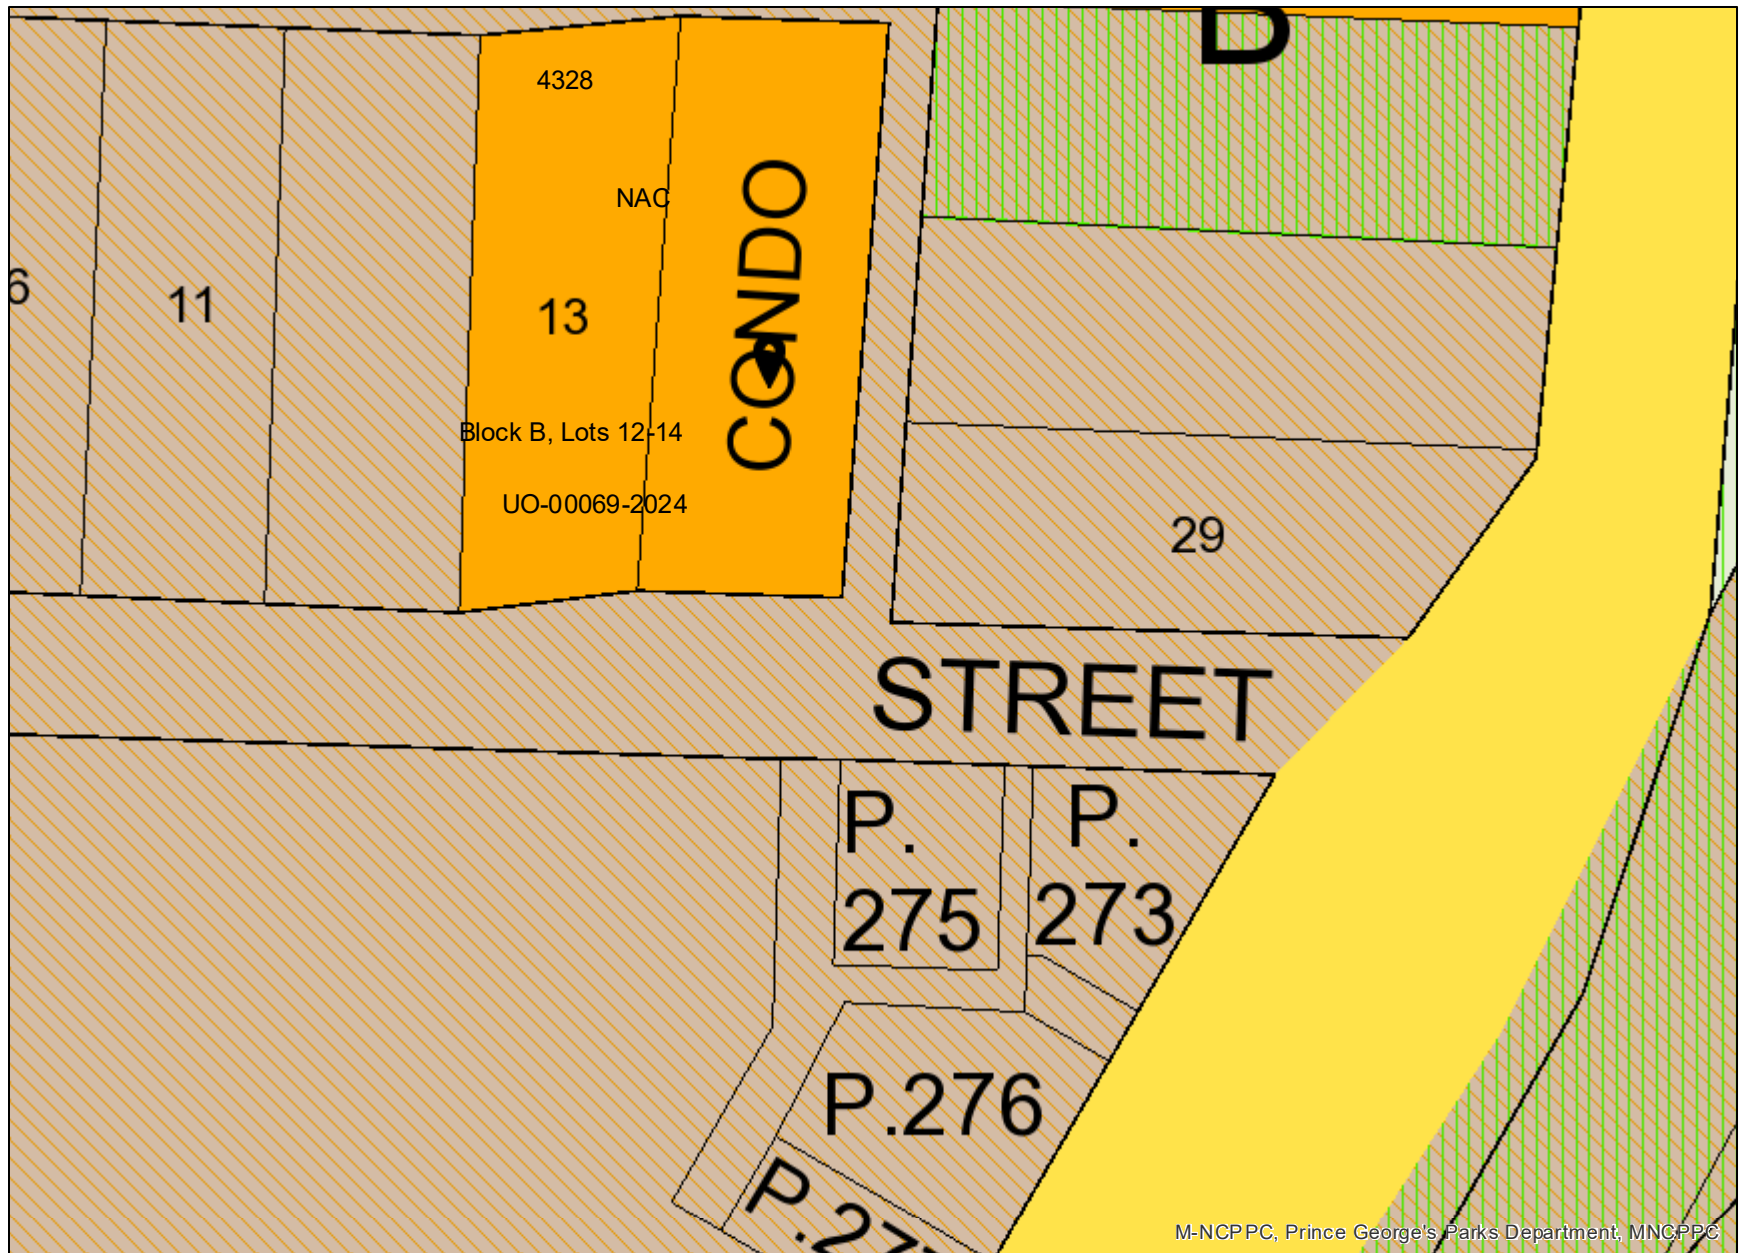 B
4328
NAC
CONDO
6
11
13
Block B, Lots 12-14
UO-00069-2024
29
STREET
P.
275
P.
273
P.276
M-NCPPC, Prince George's Parks Department, MNCPPC